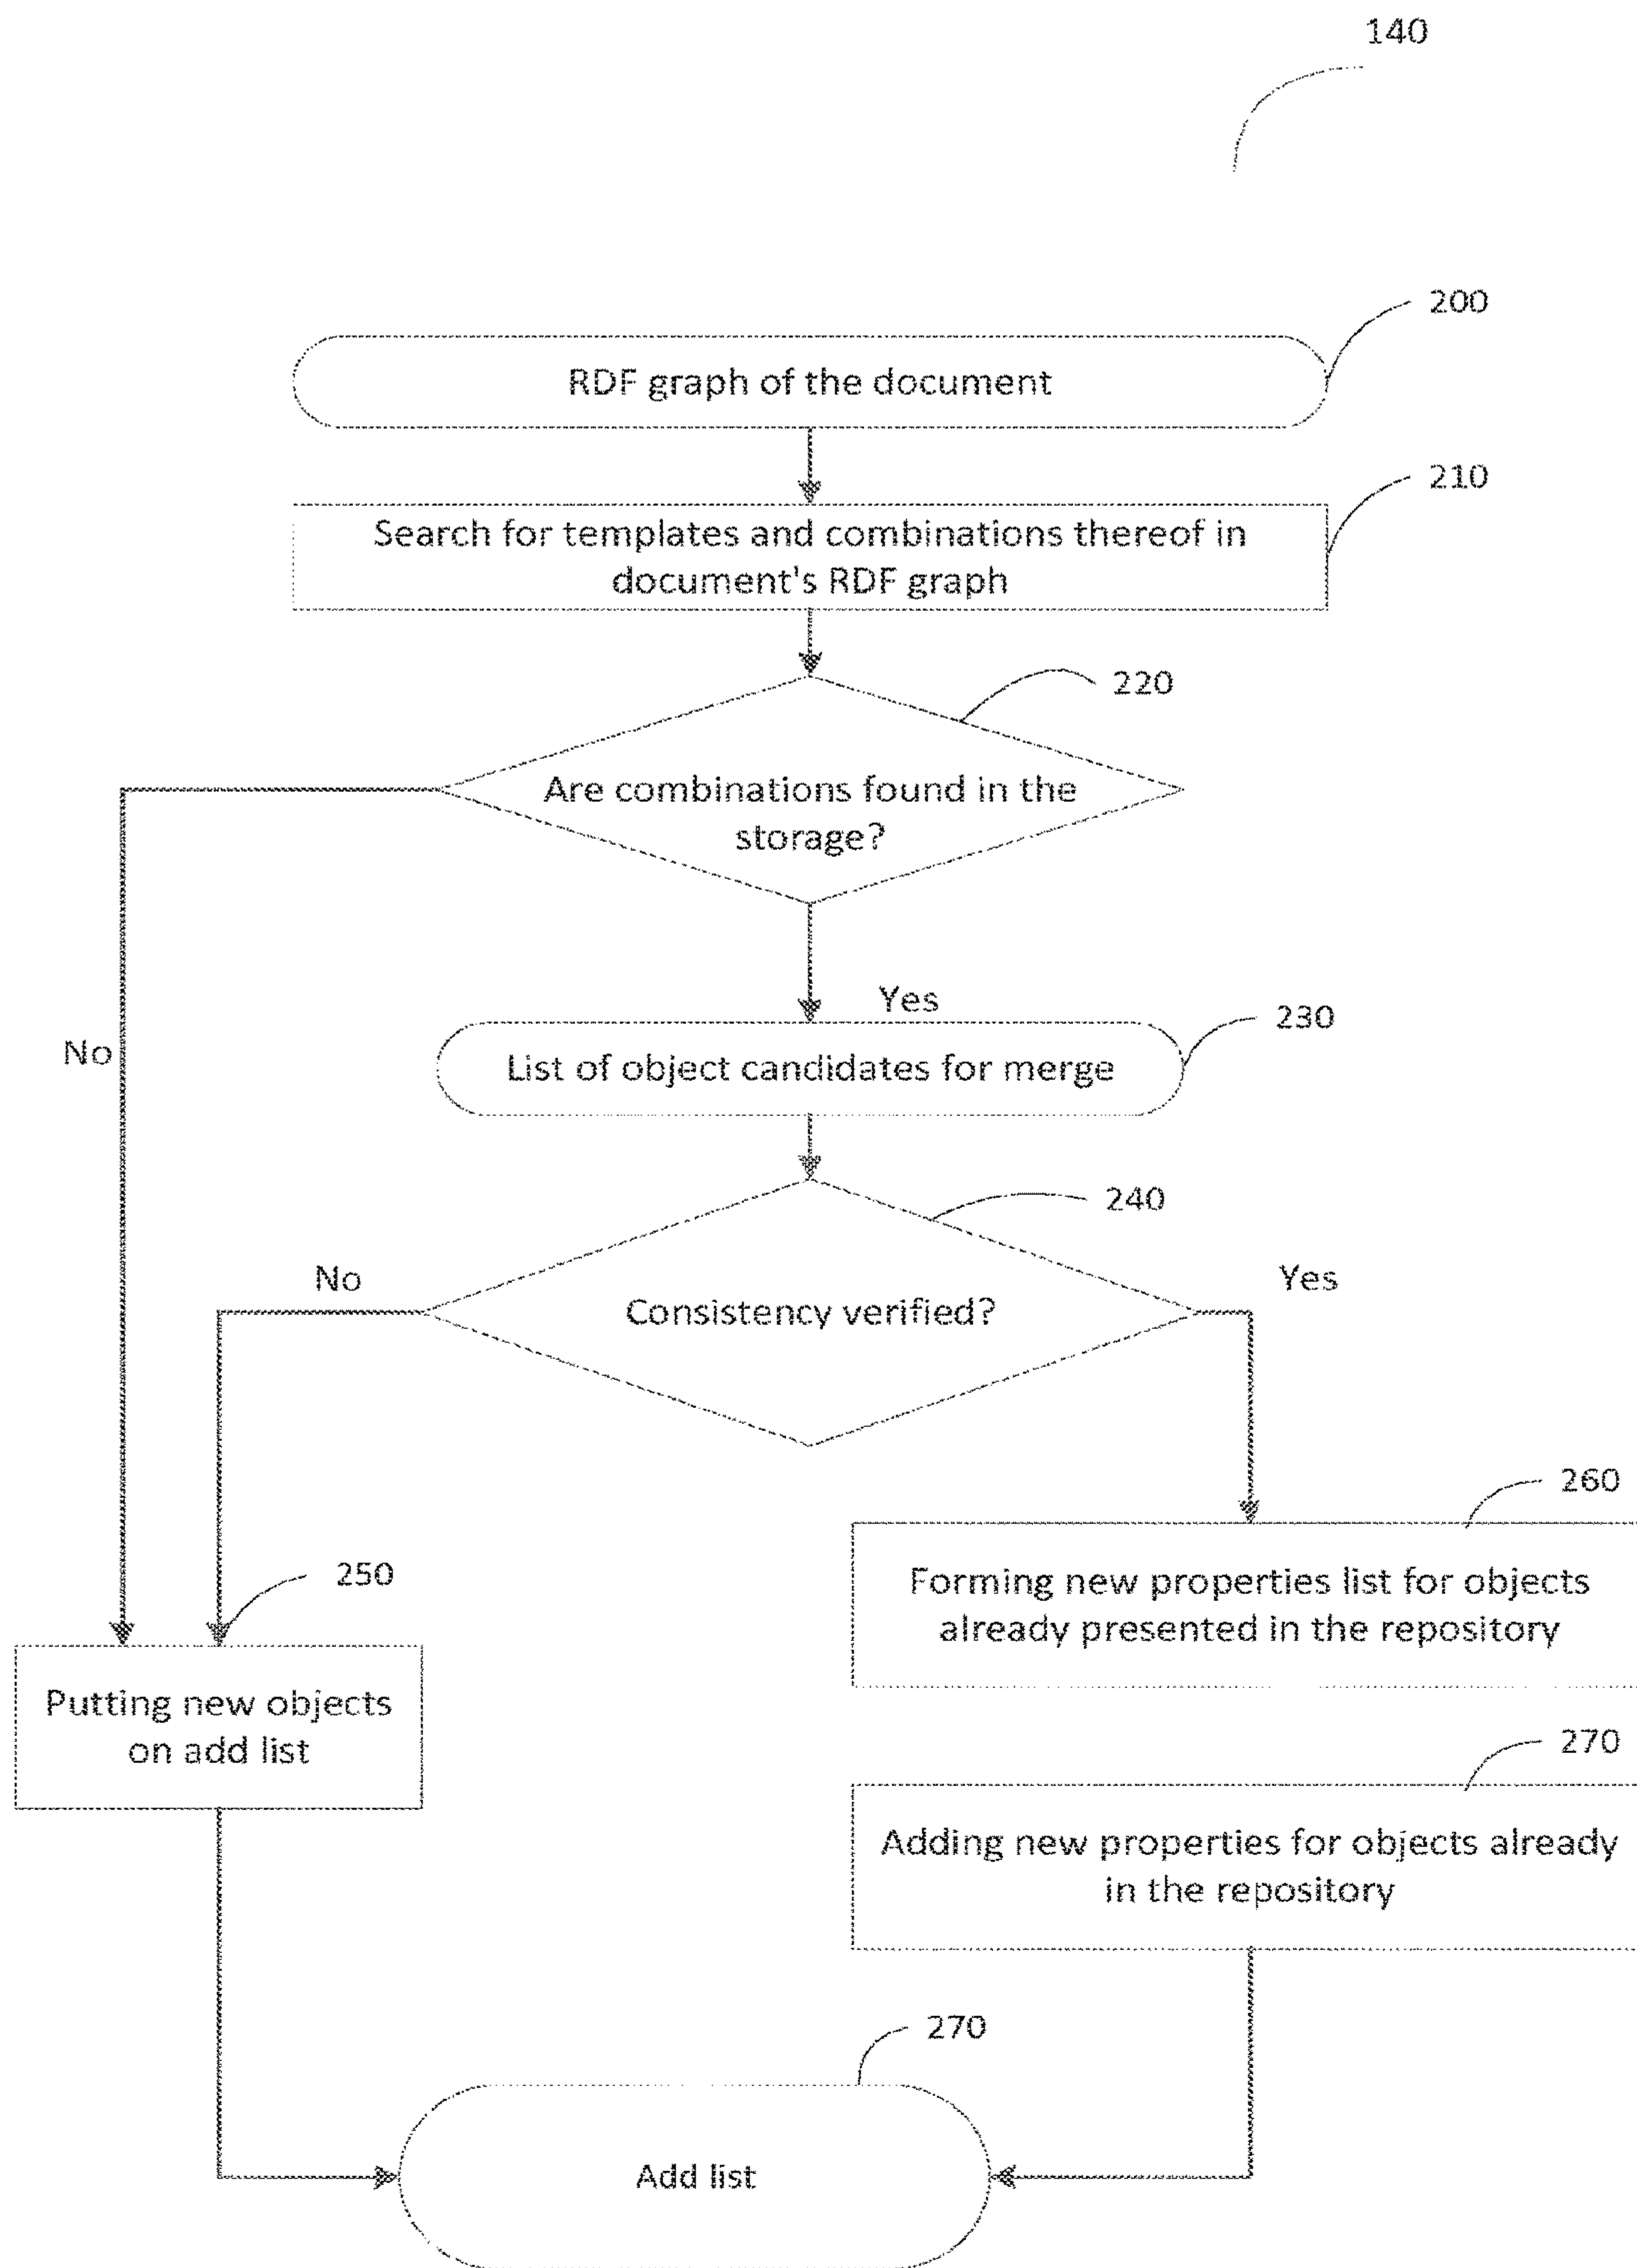 140
200
RDF graph of the document
210
Search for templates and combinations thereof in
document's RDF graph
220
Are combinations found in the
storage?
Yes
No
230
List of object candidates for merge
240
No
Yes
Consistency verified?
260
Forming new properties list for objects
already presented in the repository
250
Putting new objects
on add list
270
Adding new properties for objects already
in the repository
270
Add list